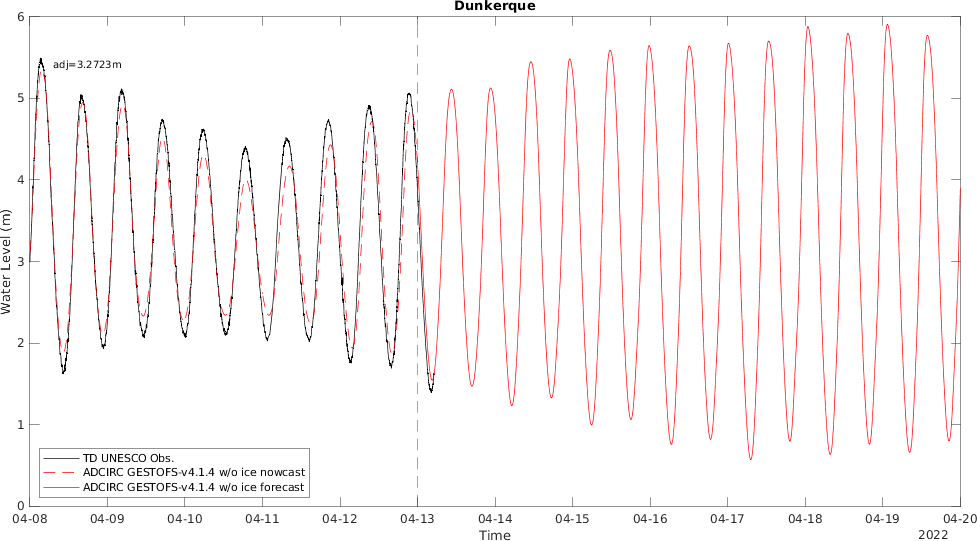 Dunkerque
adj=3.2723m
Water Level (m)
6
5
4
3
2
1
0
TD UNESCO Obs.
ADCIRC GESTOFS-v4.1.4 w/o ice nowcast
ADCIRC GESTOFS-v4.1.4 w/o ice forecast
04-08 04-09 04-10 04-11 04-12 04-13 04-14 04-15 04-16 04-17 04-18 04-19 04-20
Time
2022